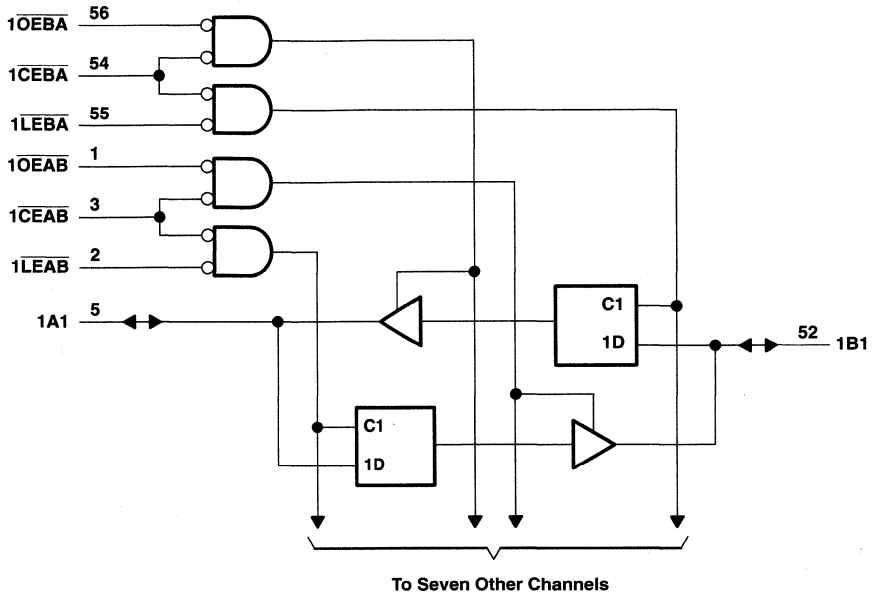 1OEBA 56
1CEBA 54
1LEBA 55
1OEAB 1
1CEAB 3
1LEAB 2
1A1 5
C1
1D
52 1B1
C1
1D
To Seven Other Channels